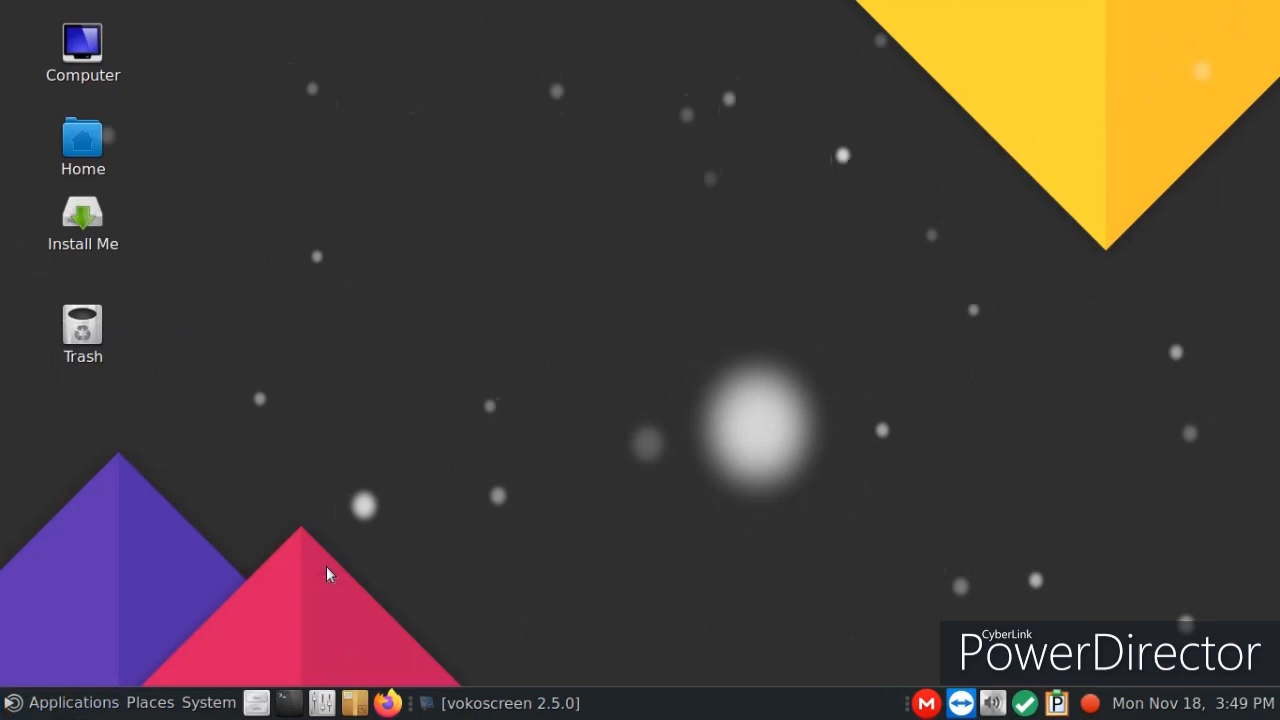 Computer
Home
Install Me
Trash
CyberLink
PowerDirector
Applications Places System
[vokoscreen 2.5.0]
M
P
Mon Nov 18, 3:49 PM